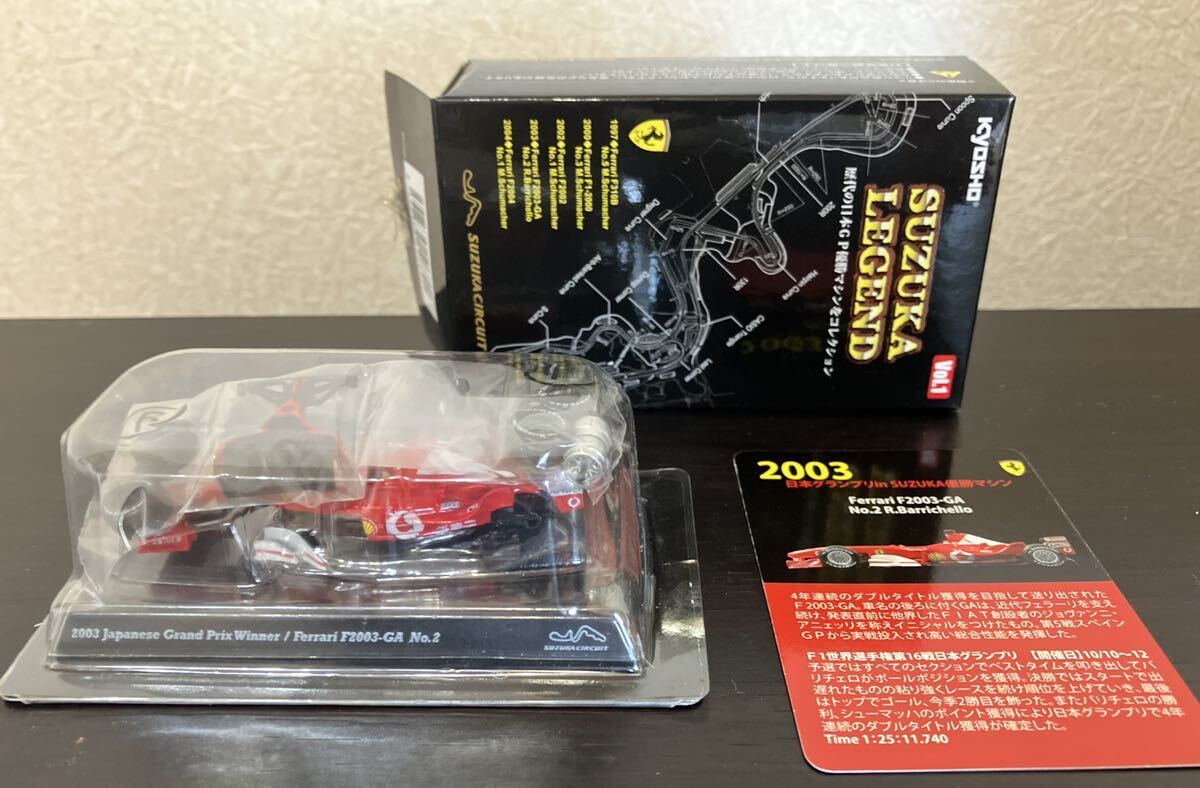 KYOSHO
SUZUKA
LEGEND
Vol.1
歴代の日本GP優勝マシンをコレクション
1997◆Ferrari F310B
No.5 M.Schumacher
2000◆Ferrari F1-2000
No.3 M.Schumacher
2002◆Ferrari F2002
No.1 M.Schumacher
2003◆Ferrari F2003-GA
No.2 R.Barrichello
2004◆Ferrari F2004
No.1 M.Schumacher
SUZUKA CIRCUIT
Spoon Curve
200R
Degner Curve
130R
Hairpin Curve
CASIO Triangle
Last Corner
S-Curve
2003 Japanese Grand Prix Winner / Ferrari F2003-GA No.2
SUZUKA CIRCUIT
2003
日本グランプリin SUZUKA優勝マシン
Ferrari F2003-GA
No.2 R.Barrichello
4年連続のダブルタイトル獲得を目指して送り出された
F2003-GA。車名の後ろに付くGAは、近代フェラーリを支え
続け、発表直前に他界したFIAT創設者のジョヴァンニ・
アニェッリを称えイニシャルをつけたもの。第5戦スペイン
GPから実戦投入され高い総合性能を発揮した。
F1世界選手権第16戦日本グランプリ 【開催日】10/10〜12
予選ではすべてのセクションでベストタイムを叩き出してバ
リチェロがポールポジションを獲得。決勝ではスタートで出
遅れたものの粘り強くレースを続け順位を上げていき、最後
はトップでゴール、今季2勝目を飾った。またバリチェロの勝
利、シューマッハのポイント獲得により日本グランプリで4年
連続のダブルタイトル獲得が確定した。
Time 1:25:11.740